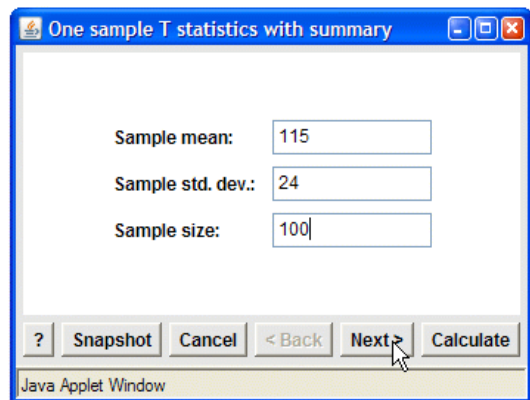 One sample T statistics with summary
Sample mean: 115
Sample std. dev.: 24
Sample size: 100
? Snapshot Cancel < Back Next > Calculate
Java Applet Window